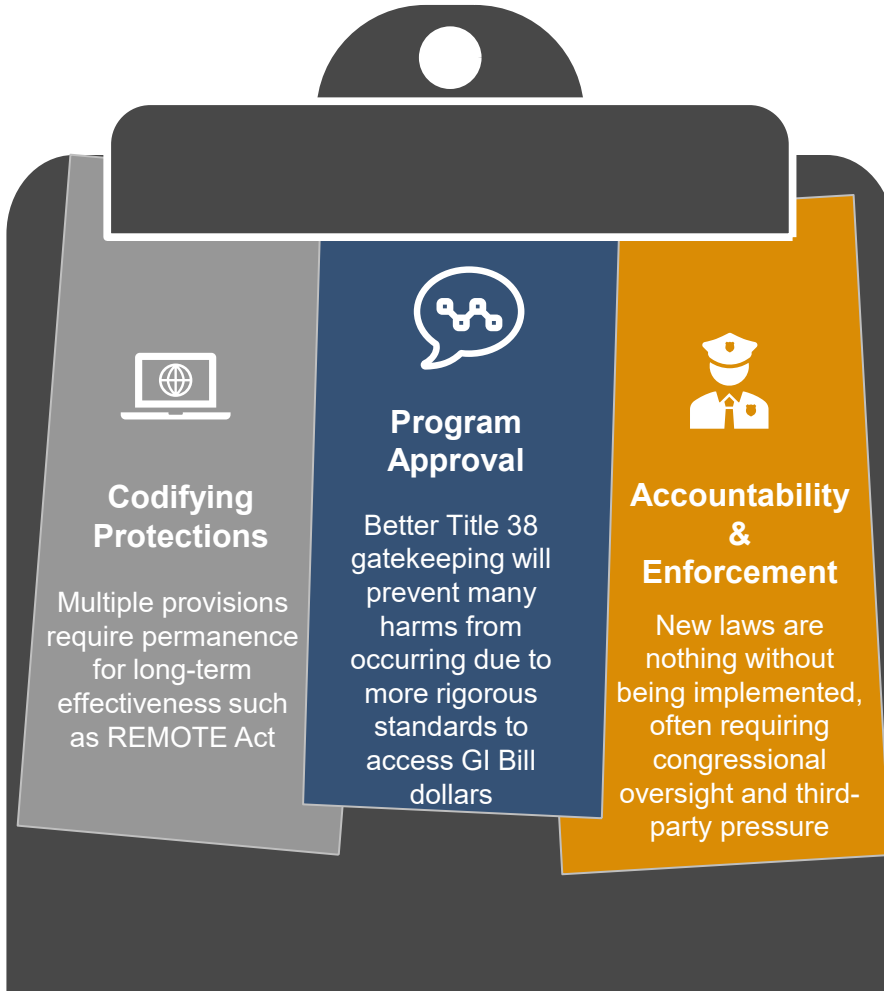 Codifying
Protections
Multiple provisions
require permanence
for long-term
effectiveness such
as REMOTE Act
Program
Approval
Better Title 38
gatekeeping will
prevent many
harms from
occurring due to
more rigorous
standards to
access GI Bill
dollars
Accountability
&
Enforcement
New laws are
nothing without
being implemented,
often requiring
congressional
oversight and third-
party pressure